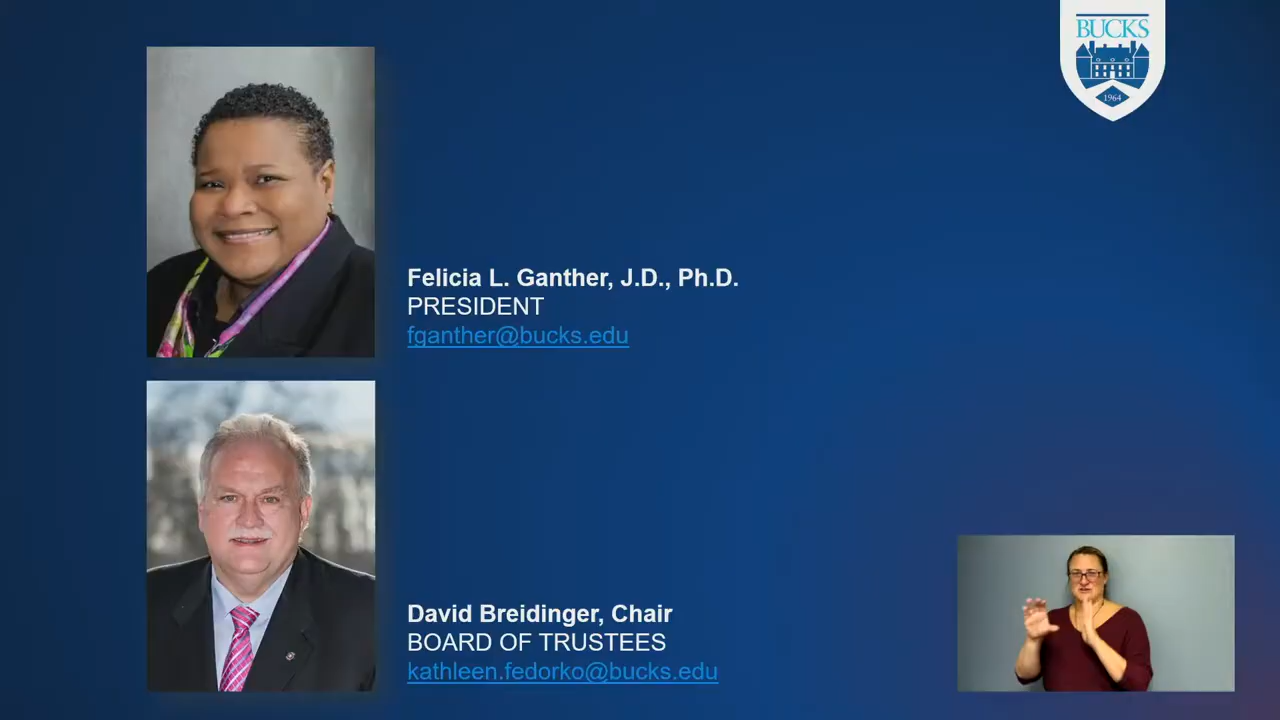 BUCKS
1964
Felicia L. Ganther, J.D., Ph.D.
PRESIDENT
fganther@bucks.edu
David Breidinger, Chair
BOARD OF TRUSTEES
kathleen.fedorko@bucks.edu